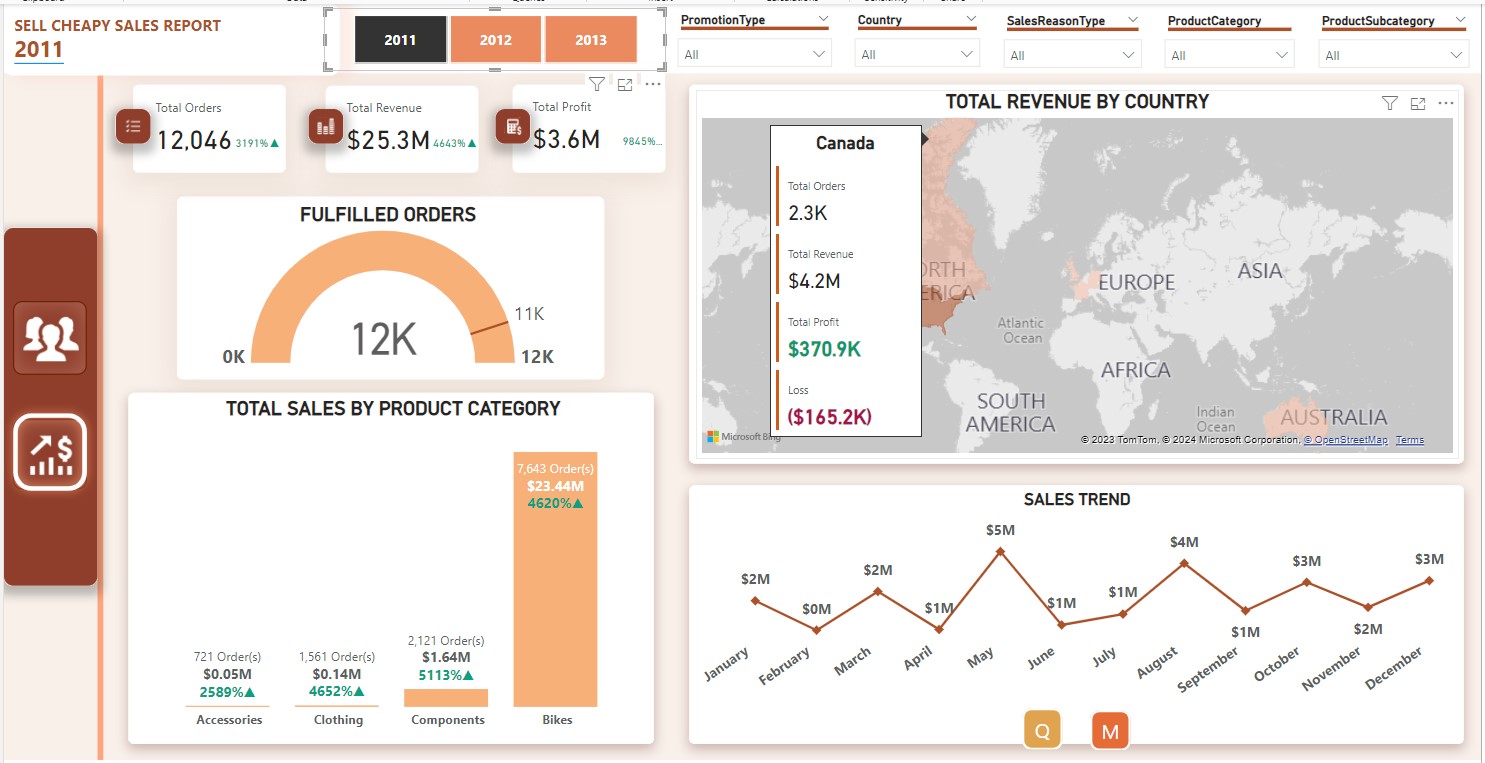 SELL CHEAPY SALES REPORT
2011
2011
2012
2013
PromotionType
All
Country
All
SalesReasonType
All
ProductCategory
All
ProductSubcategory
All
Total Orders
12,046 3191%▲
Total Revenue
$25.3M 4643%▲
Total Profit
$3.6M 9845%...
FULFILLED ORDERS
11K
12K
0K
12K
TOTAL SALES BY PRODUCT CATEGORY
7,643 Order(s)
$23.44M
4620%▲
2,121 Order(s)
$1.64M
5113%▲
721 Order(s)
$0.05M
2589%▲
1,561 Order(s)
$0.14M
4652%▲
Accessories
Clothing
Components
Bikes
TOTAL REVENUE BY COUNTRY
Canada
Total Orders
2.3K
Total Revenue
$4.2M
Total Profit
$370.9K
Loss
($165.2K)
ORTH
ERICA
EUROPE
ASIA
Atlantic
Ocean
AFRICA
SOUTH
AMERICA
Indian
Ocean
AUSTRALIA
Microsoft Bing
© 2023 TomTom, © 2024 Microsoft Corporation, © OpenStreetMap Terms
SALES TREND
$2M
$0M
$2M
$1M
$5M
$1M
$1M
$4M
$1M
$3M
$2M
$3M
January
February
March
April
May
June
July
August
September
October
November
December
Q
M